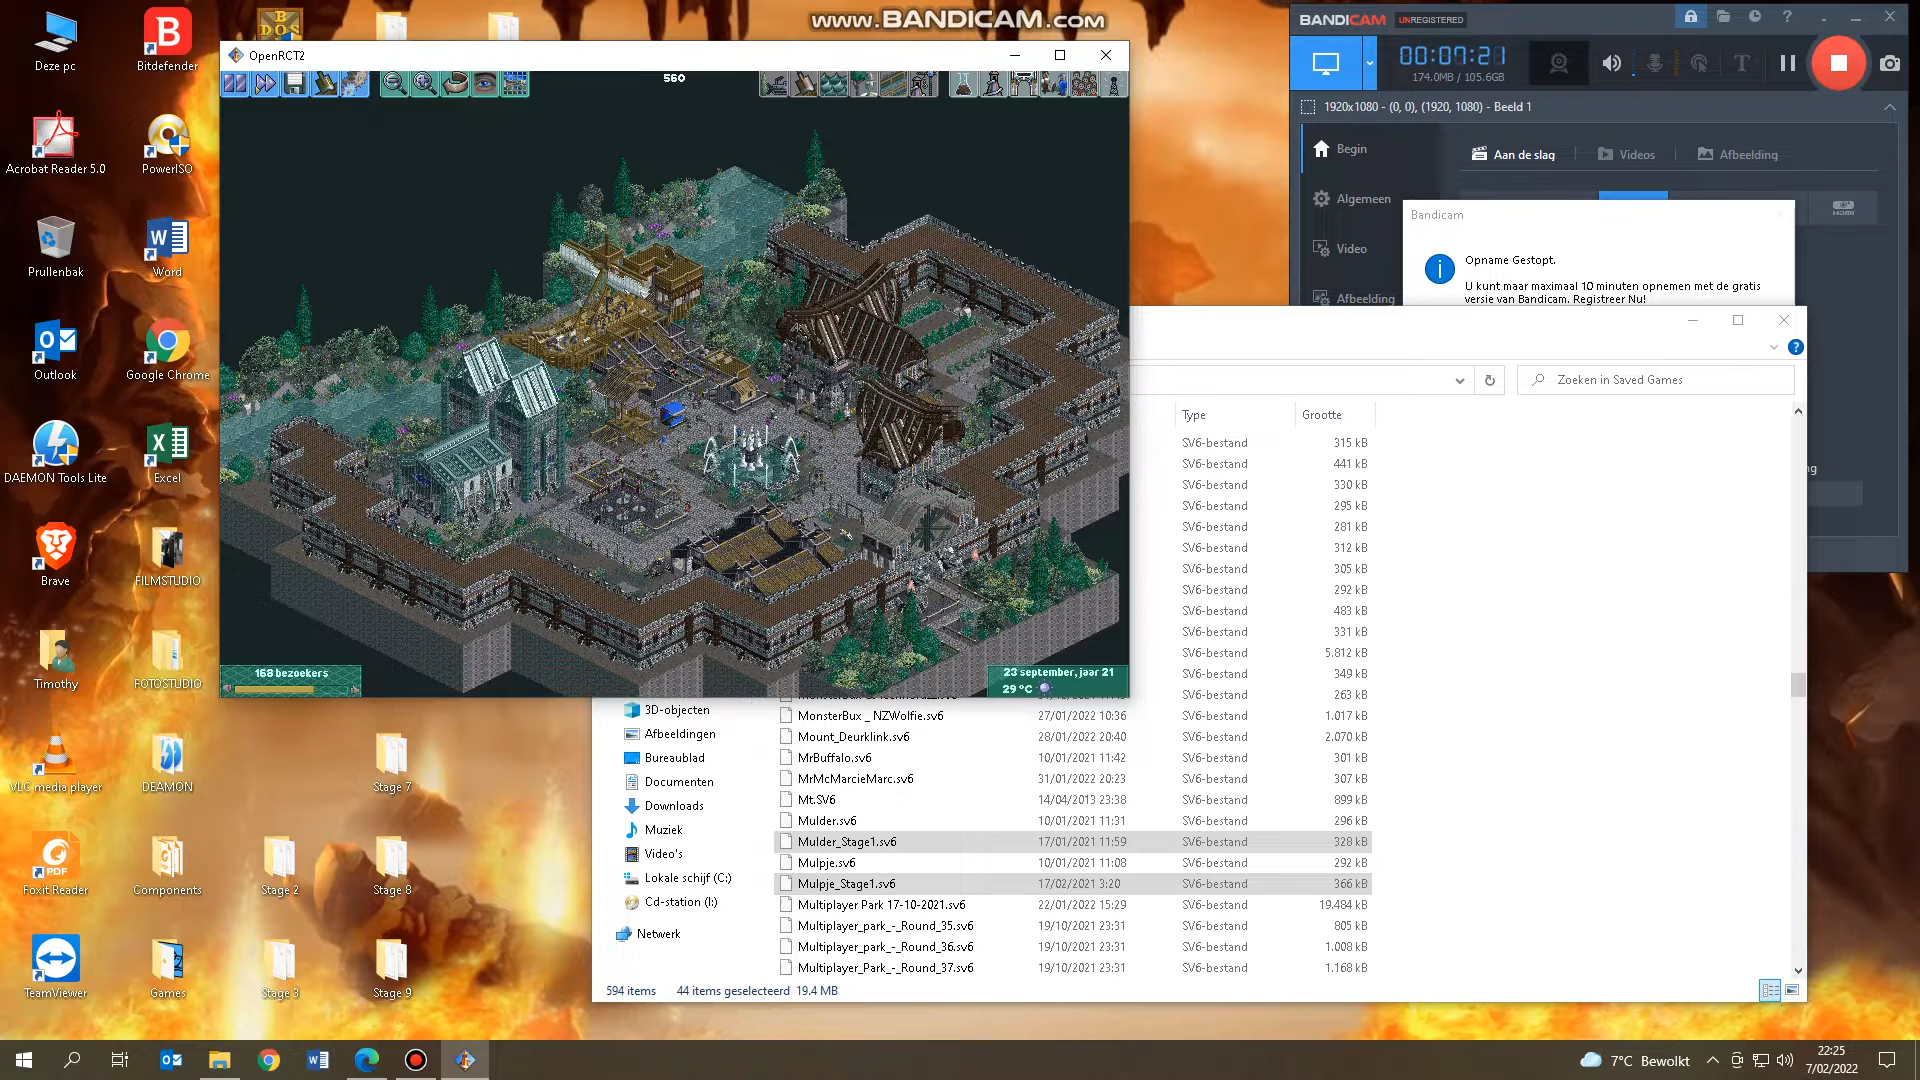 www.BANDICAM.com
Deze pc
Bitdefender
Acrobat Reader 5.0
PowerISO
Prullenbak
Word
Outlook
Google Chrome
DAEMON Tools Lite
Excel
Brave
FILMSTUDIO
Timothy
FOTOSTUDIO
VLC media player
DEAMON
Stage 7
Foxit Reader
Components
Stage 2
Stage 8
TeamViewer
Games
Stage 3
Stage 9
OpenRCT2
560
168 bezoekers
23 september, jaar 21
29 °C
BANDICAM UNREGISTERED
00:07:21
174.0MB / 105.6GB
1920x1080 - (0, 0), (1920, 1080) - Beeld 1
Begin
Algemeen
Video
Afbeelding
Aan de slag
Videos
Afbeelding
HDMI
Bandicam
Opname Gestopt.
U kunt maar maximaal 10 minuten opnemen met de gratis
versie van Bandicam. Registreer Nu!
Zoeken in Saved Games
Type Grootte
SV6-bestand 315 kB
SV6-bestand 441 kB
SV6-bestand 330 kB
SV6-bestand 295 kB
SV6-bestand 281 kB
SV6-bestand 312 kB
SV6-bestand 305 kB
SV6-bestand 292 kB
SV6-bestand 483 kB
SV6-bestand 331 kB
SV6-bestand 5.812 kB
SV6-bestand 349 kB
SV6-bestand 263 kB
MonsterBux _ NZWolfie.sv6 27/01/2022 10:36 SV6-bestand 1.017 kB
Mount_Deurklink.sv6 28/01/2022 20:40 SV6-bestand 2.070 kB
MrBuffalo.sv6 10/01/2021 11:42 SV6-bestand 301 kB
MrMcMarcieMarc.sv6 31/01/2022 20:23 SV6-bestand 307 kB
Mt.SV6 14/04/2013 23:38 SV6-bestand 899 kB
Mulder.sv6 10/01/2021 11:31 SV6-bestand 296 kB
Mulder_Stage1.sv6 17/01/2021 11:59 SV6-bestand 328 kB
Mulpje.sv6 10/01/2021 11:08 SV6-bestand 292 kB
Mulpje_Stage1.sv6 17/02/2021 3:20 SV6-bestand 366 kB
Multiplayer Park 17-10-2021.sv6 22/01/2022 15:29 SV6-bestand 19.484 kB
Multiplayer_park_-_Round_35.sv6 19/10/2021 23:31 SV6-bestand 805 kB
Multiplayer_park_-_Round_36.sv6 19/10/2021 23:31 SV6-bestand 1.008 kB
Multiplayer_Park_-_Round_37.sv6 19/10/2021 23:31 SV6-bestand 1.168 kB
3D-objecten
Afbeeldingen
Bureaublad
Documenten
Downloads
Muziek
Video's
Lokale schijf (C:)
Cd-station (I:)
Netwerk
594 items 44 items geselecteerd 19.4 MB
7°C Bewolkt
22:25
7/02/2022